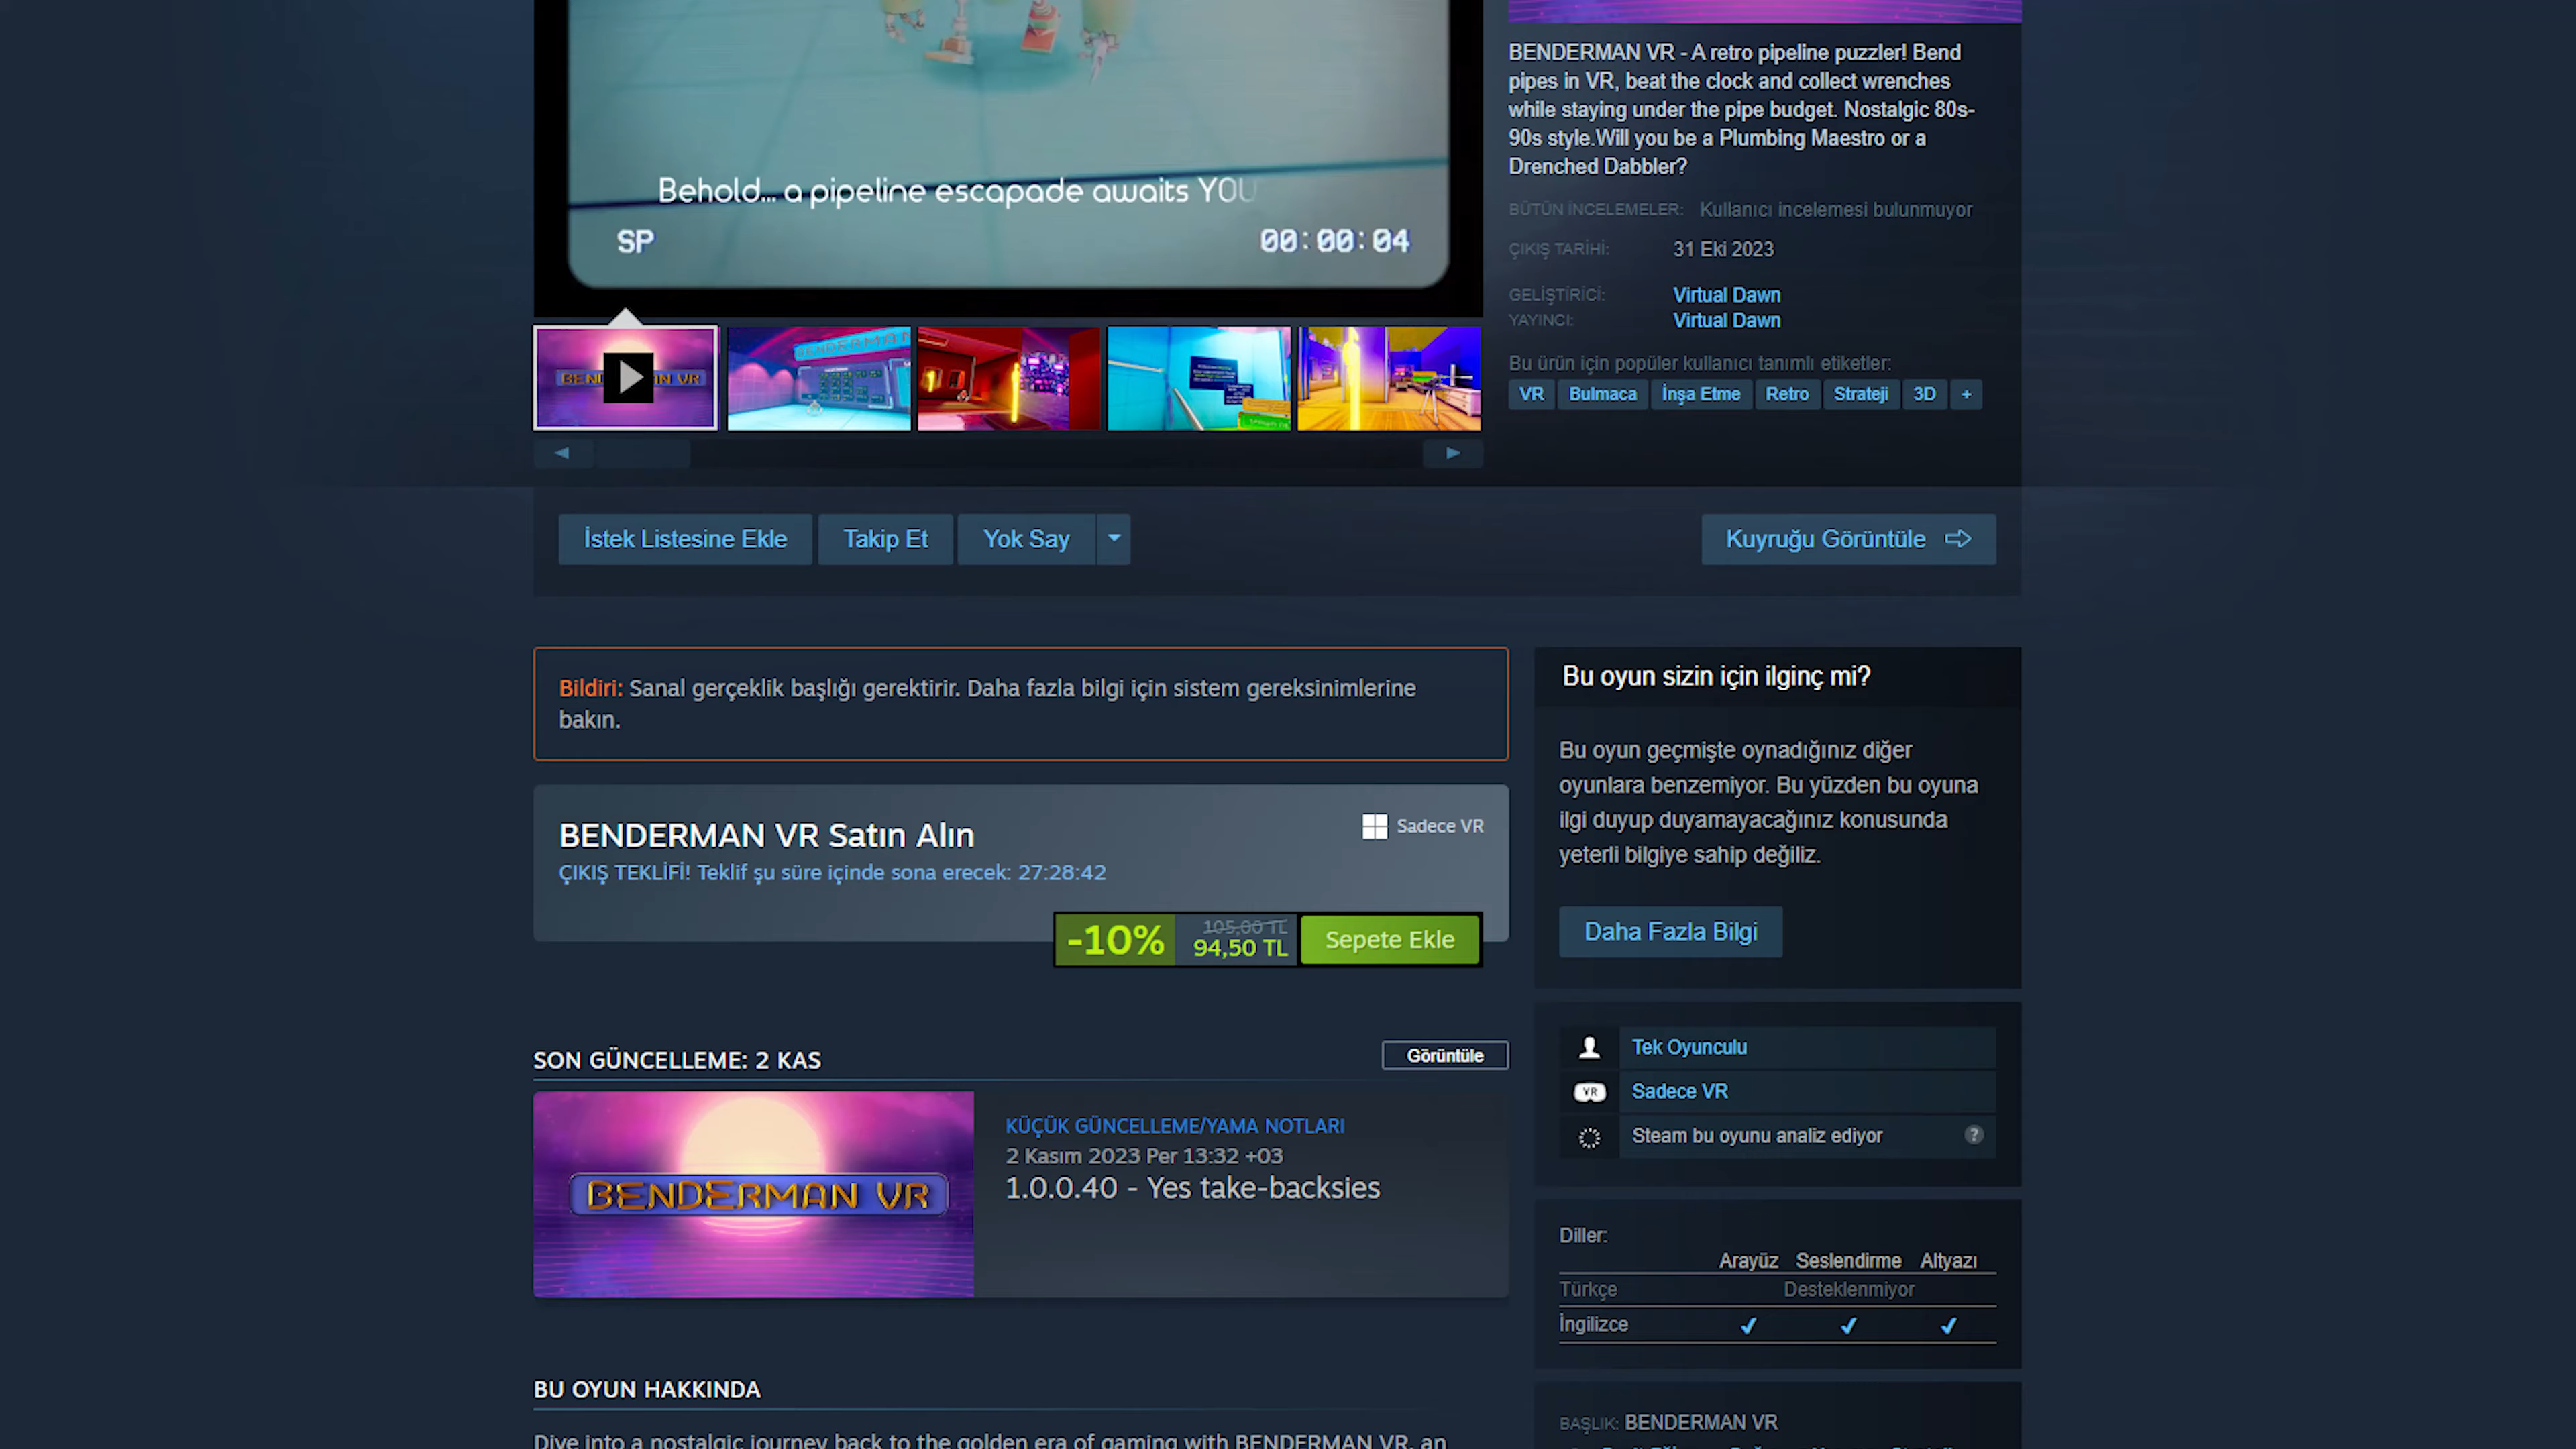 Behold... a pipeline escapade awaits YOU
SP
00:00:04
BENDERMAN VR - A retro pipeline puzzler! Bend
pipes in VR, beat the clock and collect wrenches
while staying under the pipe budget. Nostalgic 80s-
90s style.Will you be a Plumbing Maestro or a
Drenched Dabbler?
BÜTÜN İNCELEMELER: Kullanıcı incelemesi bulunmuyor
ÇIKIŞ TARİHİ: 31 Eki 2023
GELİŞTİRİCİ: Virtual Dawn
YAYINCI: Virtual Dawn
Bu ürün için popüler kullanıcı tanımlı etiketler:
VR Bulmaca İnşa Etme Retro Strateji 3D +
İstek Listesine Ekle Takip Et Yok Say
Kuyruğu Görüntüle
Bildiri: Sanal gerçeklik başlığı gerektirir. Daha fazla bilgi için sistem gereksinimlerine
bakın.
BENDERMAN VR Satın Alın
Sadece VR
ÇIKIŞ TEKLİFİ! Teklif şu süre içinde sona erecek: 27:28:42
-10%
105,00 TL
94,50 TL
Sepete Ekle
SON GÜNCELLEME: 2 KAS
Görüntüle
BENDERMAN VR
KÜÇÜK GÜNCELLEME/YAMA NOTLARI
2 Kasım 2023 Per 13:32 +03
1.0.0.40 - Yes take-backsies
BU OYUN HAKKINDA
Dive into a nostalgic journey back to the golden era of gaming with BENDERMAN VR, an
Bu oyun sizin için ilginç mi?
Bu oyun geçmişte oynadığınız diğer
oyunlara benzemiyor. Bu yüzden bu oyuna
ilgi duyup duyamayacağınız konusunda
yeterli bilgiye sahip değiliz.
Daha Fazla Bilgi
Tek Oyunculu
VR Sadece VR
Steam bu oyunu analiz ediyor ?
Diller:
Arayüz Seslendirme Altyazı
Türkçe Desteklenmiyor
İngilizce ✔ ✔ ✔
BAŞLIK: BENDERMAN VR